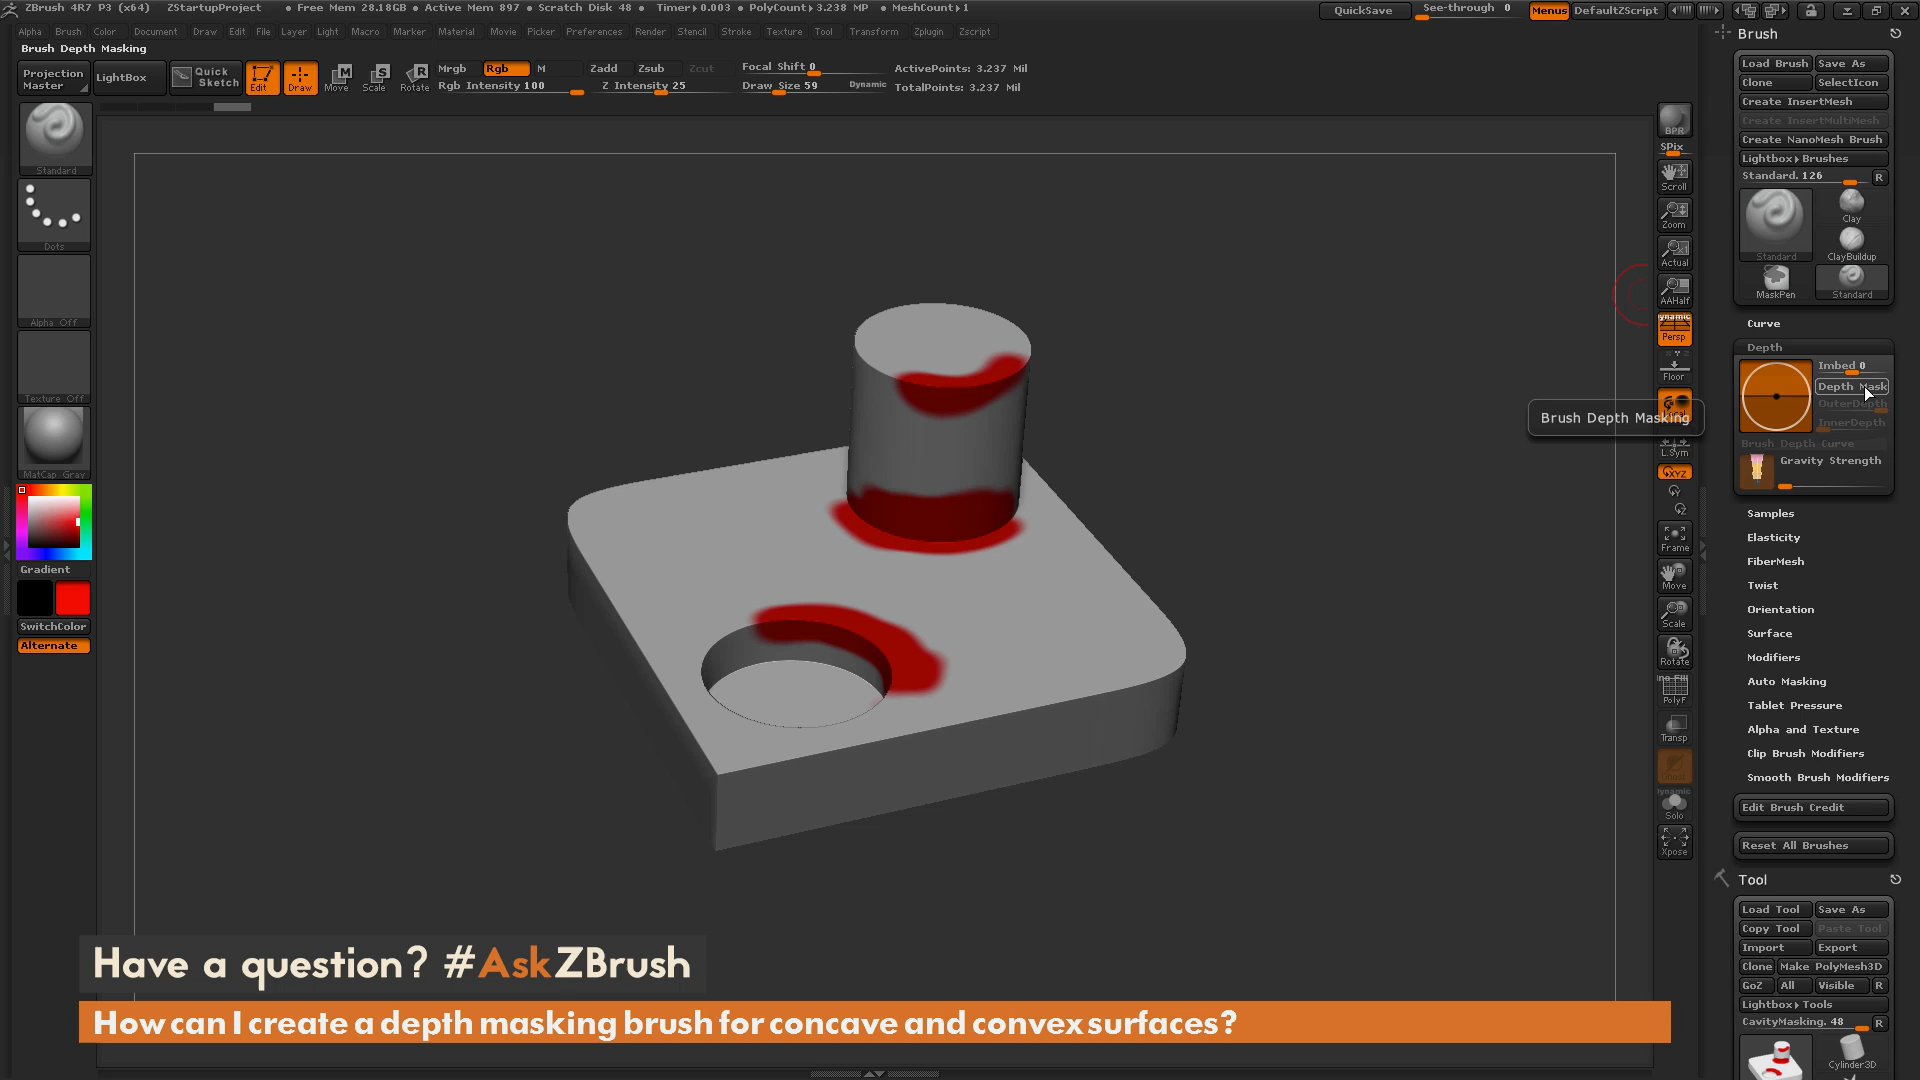 ZBrush 4R7 P3 (x64) ZStartupProject • Free Mem 28.18GB • Active Mem 897 • Scratch Disk 48 • Timer▸0.003 • PolyCount▸3.238 MP • MeshCount▸1
QuickSave See-through 0 Menus DefaultZScript
Alpha Brush Color Document Draw Edit File Layer Light Macro Marker Material Movie Picker Preferences Render Stencil Stroke Texture Tool Transform Zplugin Zscript
Brush Depth Masking
Projection Master
LightBox
Quick Sketch
Edit
Draw
Move
Scale
Rotate
Mrgb Rgb M
Rgb Intensity 100
Zadd Zsub Zcut
Z Intensity 25
Focal Shift 0
Draw Size 59
Dynamic
ActivePoints: 3.237 Mil
TotalPoints: 3.237 Mil
Standard
Dots
Alpha Off
Texture Off
MatCap Gray
Gradient
SwitchColor
Alternate
BPR
SPix
Scroll
Zoom
Actual
AAHalf
Persp
Floor
Brush Depth Masking
L.Sym
XYZ
Frame
Move
Scale
Rotate
PolyF
Transp
Ghost
Dynamic
Solo
Xpose
Brush
Load Brush Save As
Clone SelectIcon
Create InsertMesh
Create InsertMultiMesh
Create NanoMesh Brush
Lightbox▸Brushes
Standard. 126 R
Standard
Clay
ClayBuildup
MaskPen
Standard
Curve
Depth
Imbed 0
Depth Mask
OuterDepth
InnerDepth
Brush Depth Curve
Gravity Strength
Samples
Elasticity
FiberMesh
Twist
Orientation
Surface
Modifiers
Auto Masking
Tablet Pressure
Alpha and Texture
Clip Brush Modifiers
Smooth Brush Modifiers
Edit Brush Credit
Reset All Brushes
Tool
Load Tool Save As
Copy Tool Paste Tool
Import Export
Clone Make PolyMesh3D
GoZ All Visible R
Lightbox▸Tools
CavityMasking. 48 R
Cylinder3D
Have a question? #AskZBrush
How can I create a depth masking brush for concave and convex surfaces?